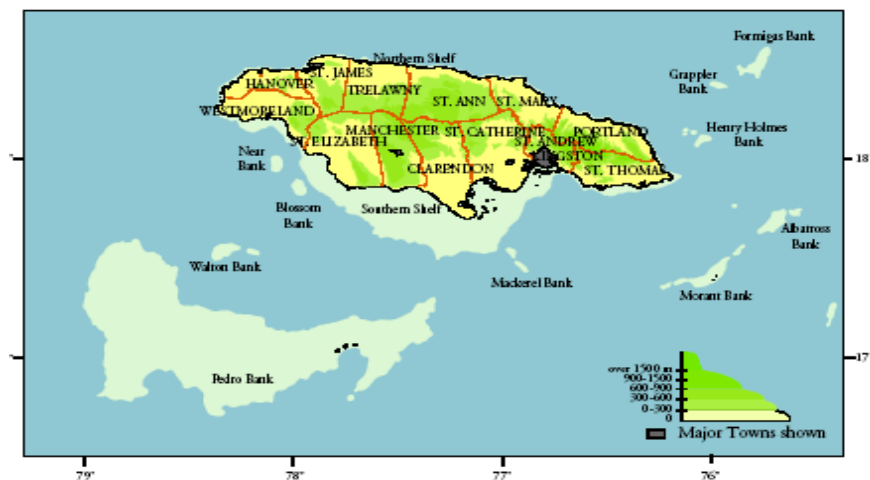 Formigas Bank
Northern Shelf
ST. JAMES
Grappler
Bank
HANOVER
TRELAWNY
ST. ANN
ST. MARY
WESTMORELAND
MANCHESTER
ST. CATHERINE
PORTLAND
Henry Holmes
Bank
ST. ELIZABETH
ST. ANDREW
KINGSTON
Near
Bank
18°
CLARENDON
ST. THOMAS
Blossom
Bank
Southern Shelf
Albatross
Bank
Walton Bank
Mackerel Bank
Morant Bank
17°
Pedro Bank
over 1500 m
900-1500
600-900
300-600
0-300
0
Major Towns shown
79°
78°
77°
76°